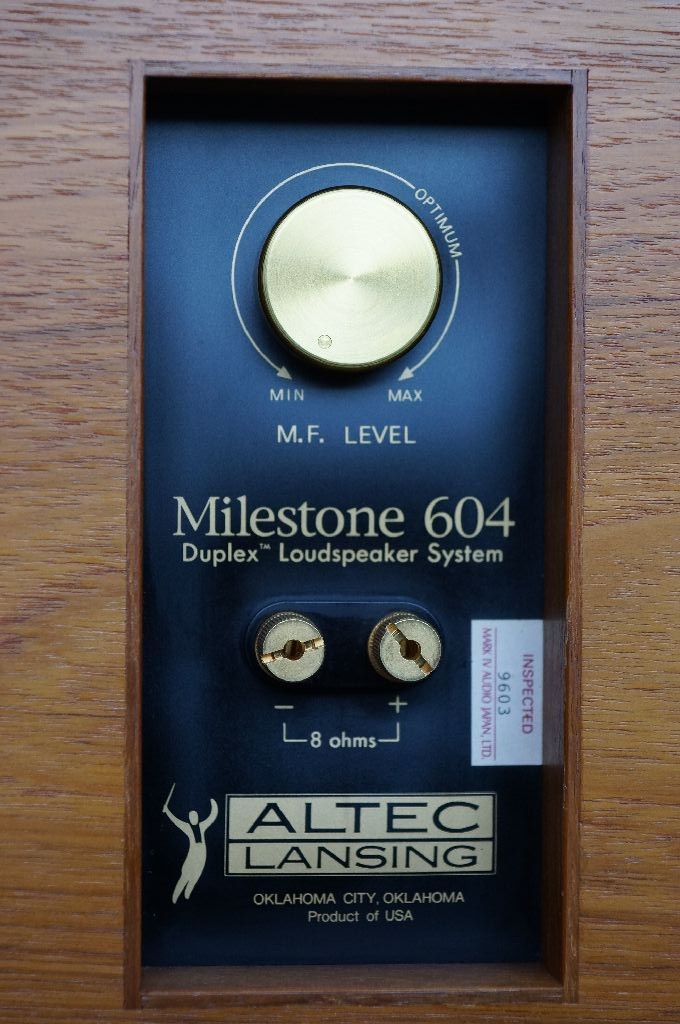 OPTIMUM
MIN MAX
M.F. LEVEL
Milestone 604
Duplex™ Loudspeaker System
− +
8 ohms
INSPECTED
9603
MARK IV AUDIO JAPAN, LTD.
ALTEC
LANSING
OKLAHOMA CITY, OKLAHOMA
Product of USA